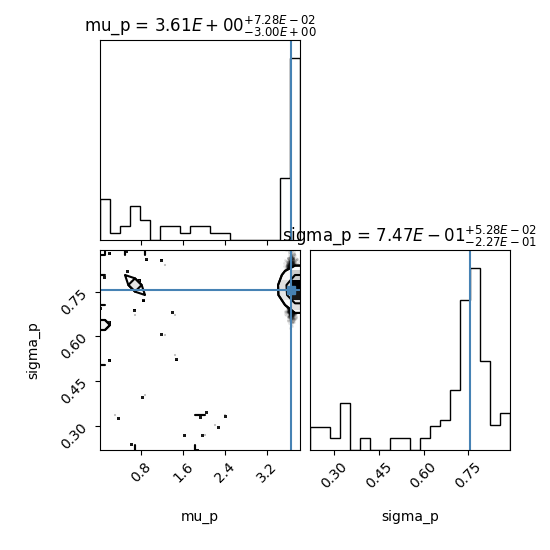 mu_p = 3.61E + 00+7.28E − 02 −3.00E + 00
sigma_p = 7.47E − 01+5.28E − 02 −2.27E − 01
sigma_p
0.75
0.60
0.45
0.30
0.8 1.6 2.4 3.2
0.30 0.45 0.60 0.75
mu_p
sigma_p